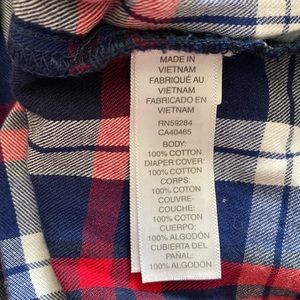 MADE IN
VIETNAM
FABRIQUÉ AU
VIETNAM
FABRICADO EN
VIETNAM
RN59284
CA40465
BODY:
100% COTTON
DIAPER COVER:
100% COTTON
CORPS:
100% COTON
COUVRE-
COUCHE:
100% COTON
CUERPO:
100% ALGODÓN
CUBIERTA DEL
PAÑAL:
100% ALGODÓN